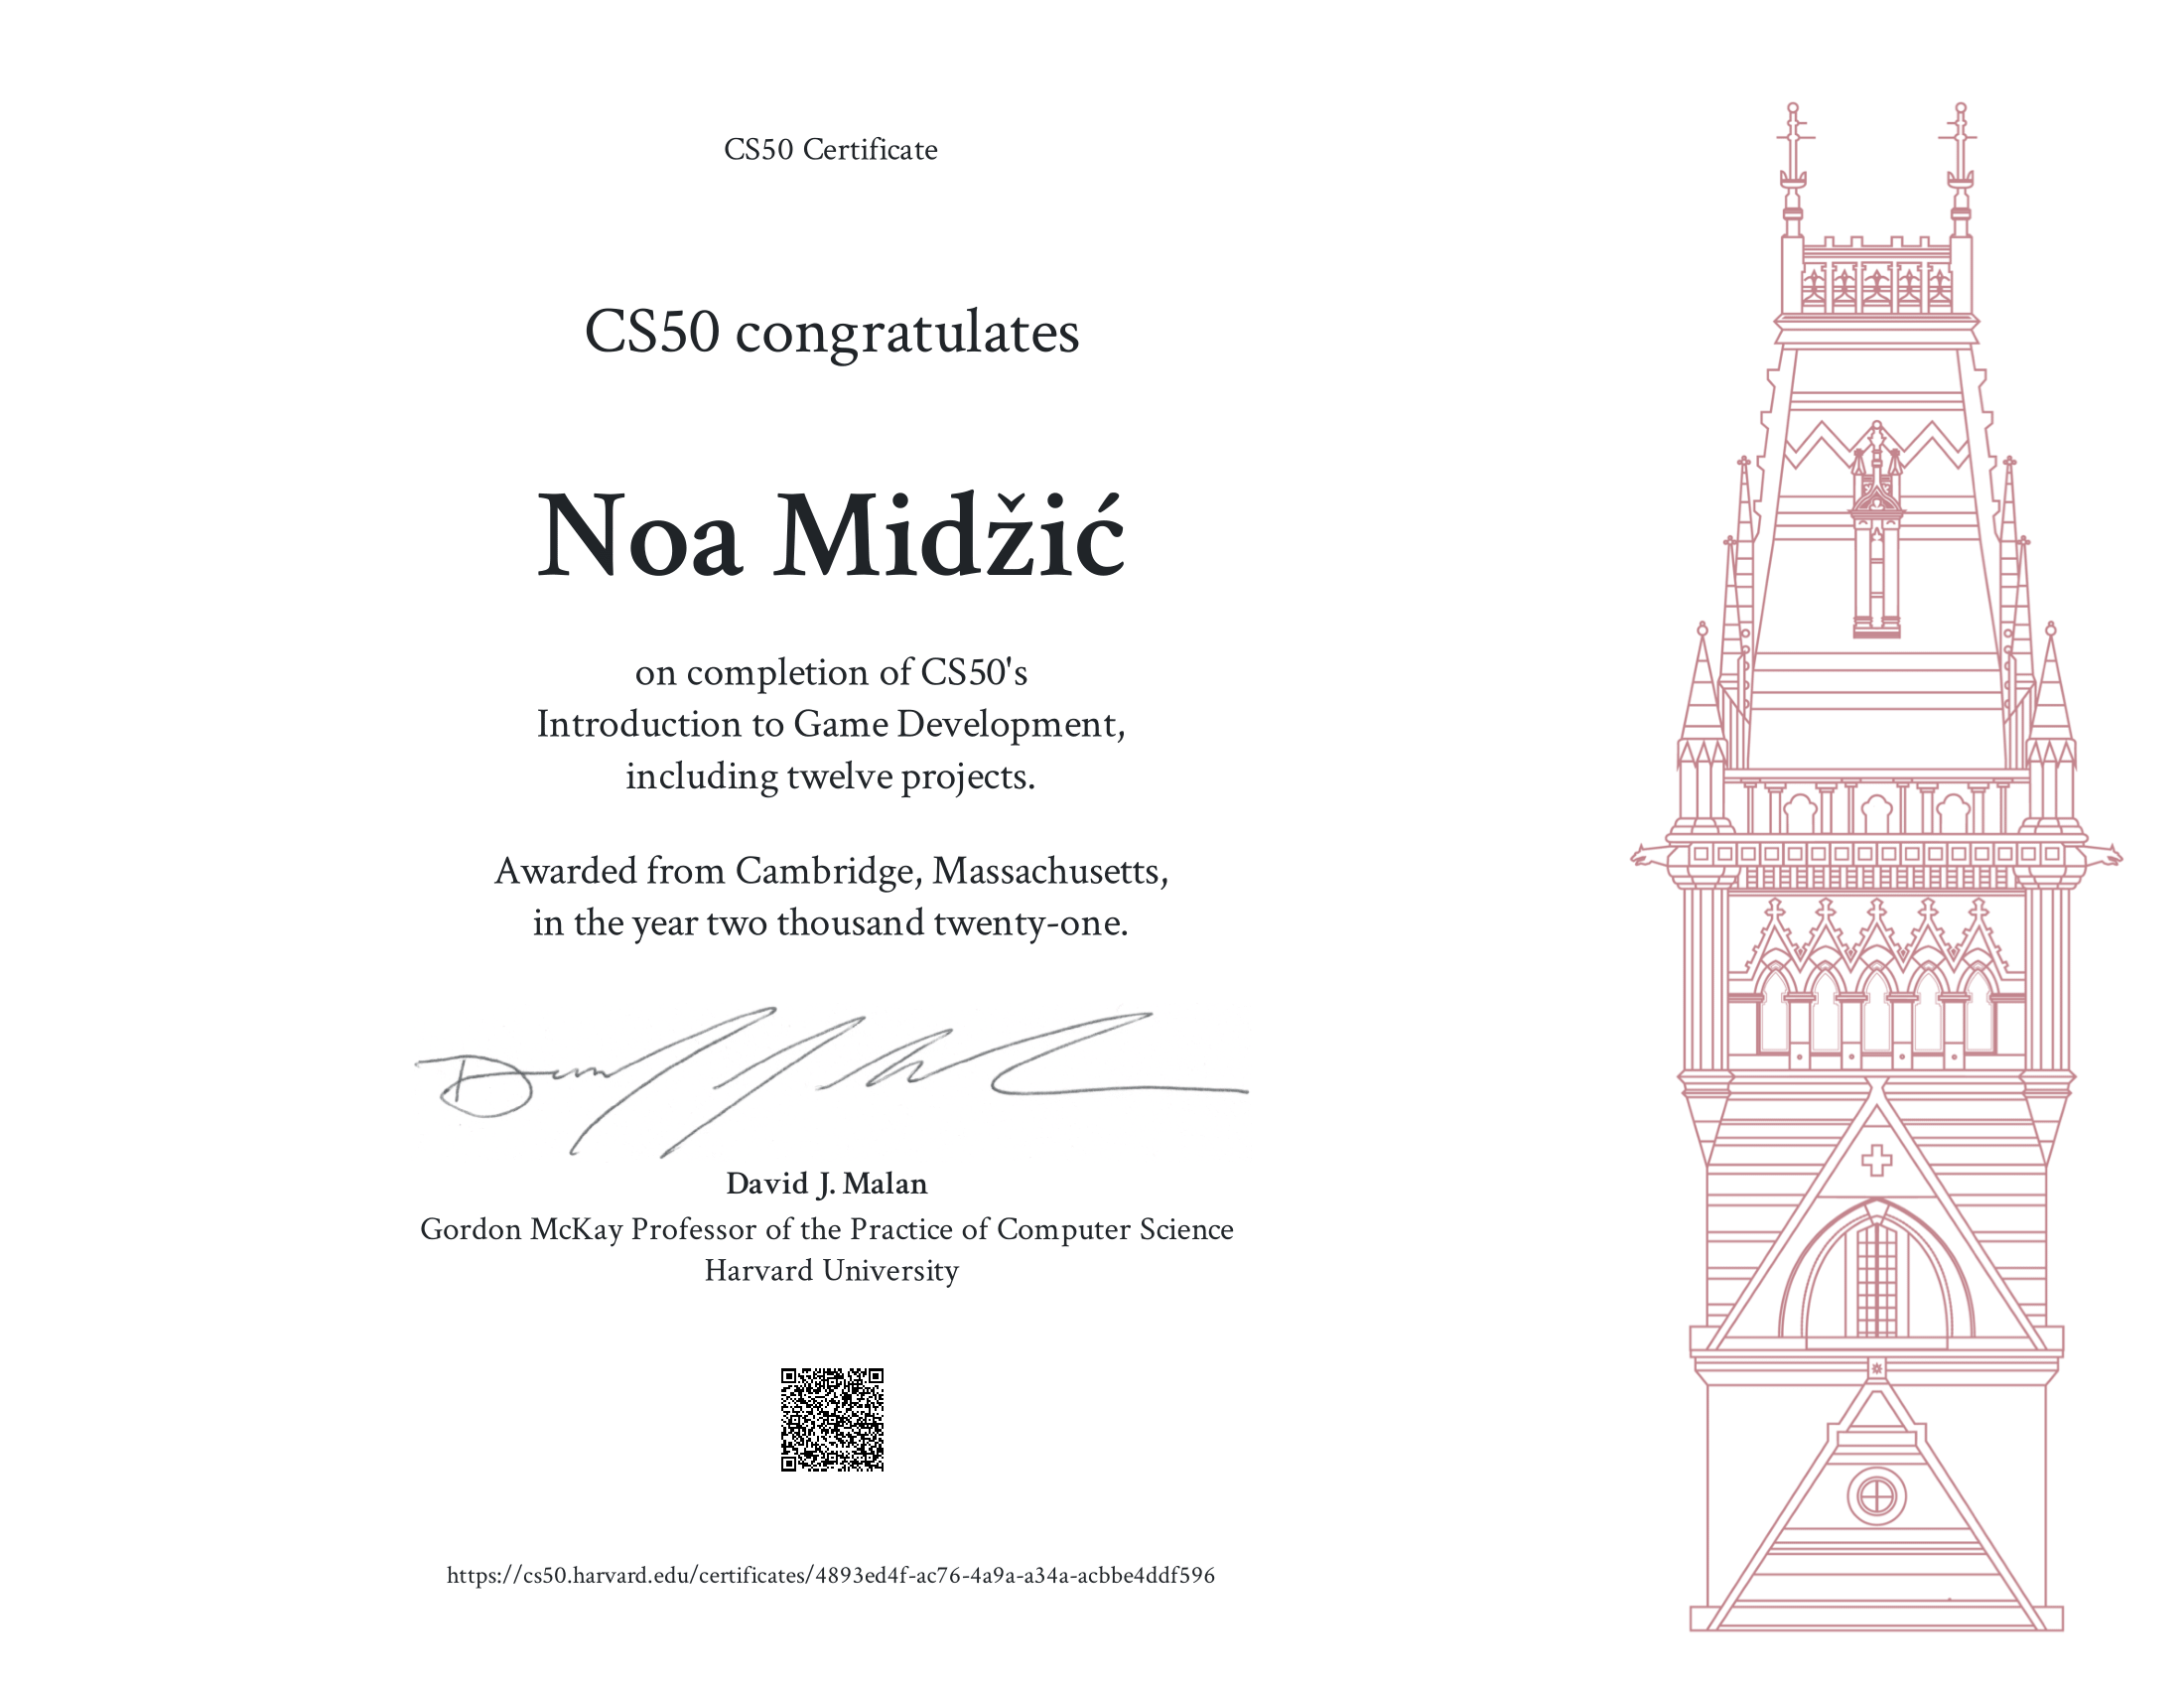 CS50 Certificate
CS50 congratulates
Noa Midžić
on completion of CS50's
Introduction to Game Development,
including twelve projects.
Awarded from Cambridge, Massachusetts,
in the year two thousand twenty-one.
David J. Malan
Gordon McKay Professor of the Practice of Computer Science
Harvard University
https://cs50.harvard.edu/certificates/4893ed4f-ac76-4a9a-a34a-acbbe4ddf596